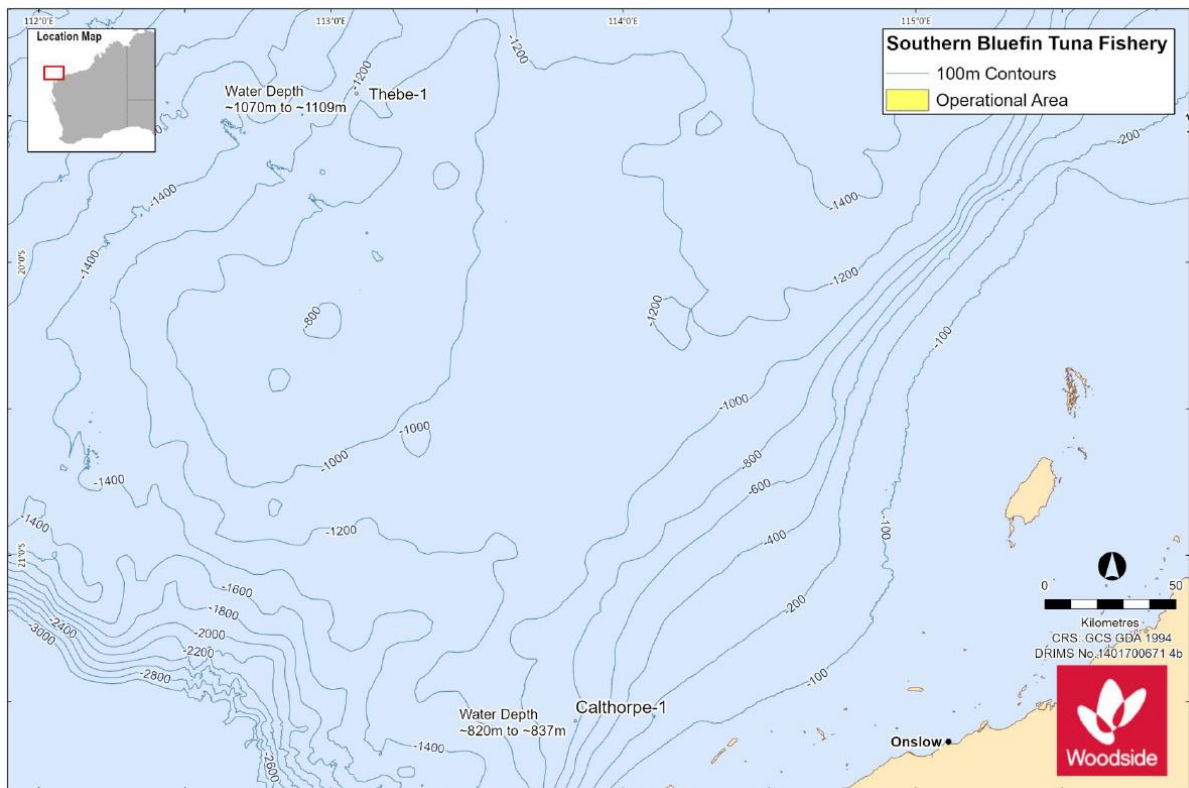 112°0'E
113°0'E
114°0'E
115°0'E
Location Map
Southern Bluefin Tuna Fishery
100m Contours
Operational Area
Water Depth
~1070m to ~1109m
Thebe-1
-1200
-1200
-200
-1400
-1400
-1400
20°0'S
-1200
-800
-1200
-100
-1000
-1000
-1000
-800
-600
-1400
-1200
-100
-400
-1400
21°0'S
-1600
-200
-1800
-2000
-2200
-2400
-3000
-2800
-100
0
50
Kilometres
CRS: GCS GDA 1994
DRIMS No.1401700671 4b
Water Depth
~820m to ~837m
Calthorpe-1
-1400
-2600
Onslow
Woodside